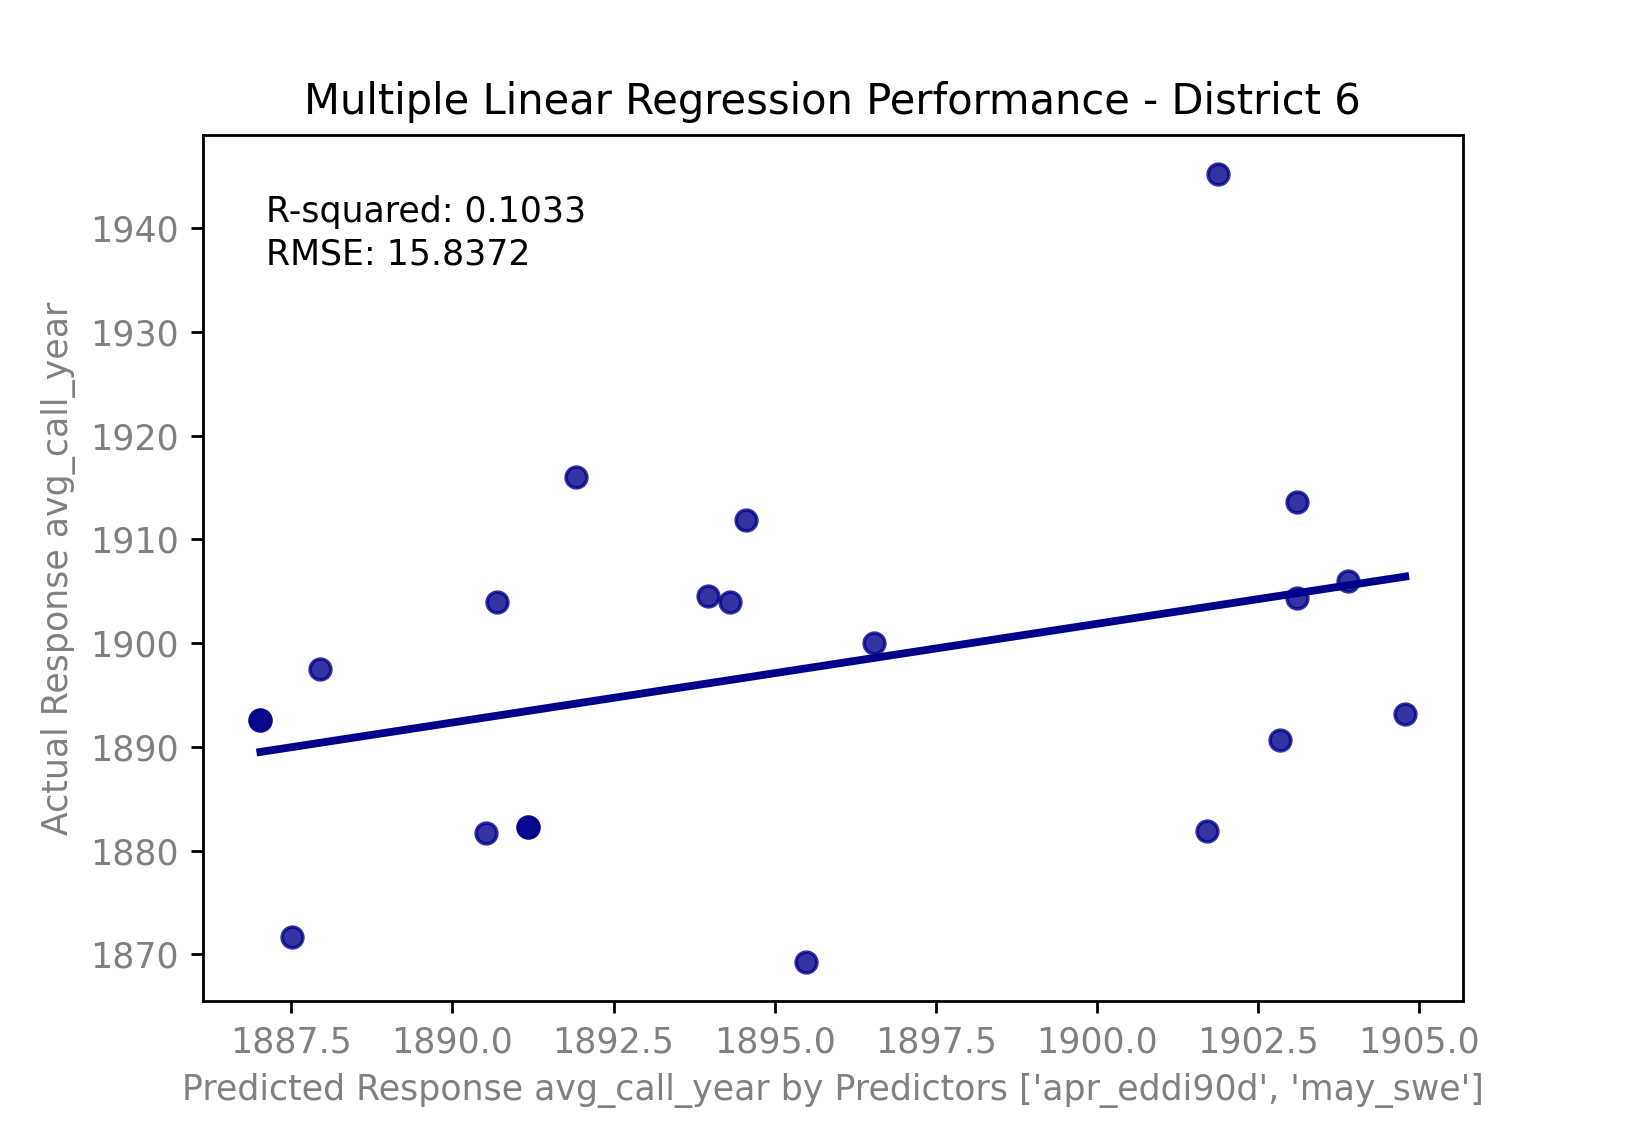 Multiple Linear Regression Performance - District 6
R-squared: 0.1033
RMSE: 15.8372
Actual Response avg_call_year
1940
1930
1920
1910
1900
1890
1880
1870
1887.5 1890.0 1892.5 1895.0 1897.5 1900.0 1902.5 1905.0
Predicted Response avg_call_year by Predictors ['apr_eddi90d', 'may_swe']